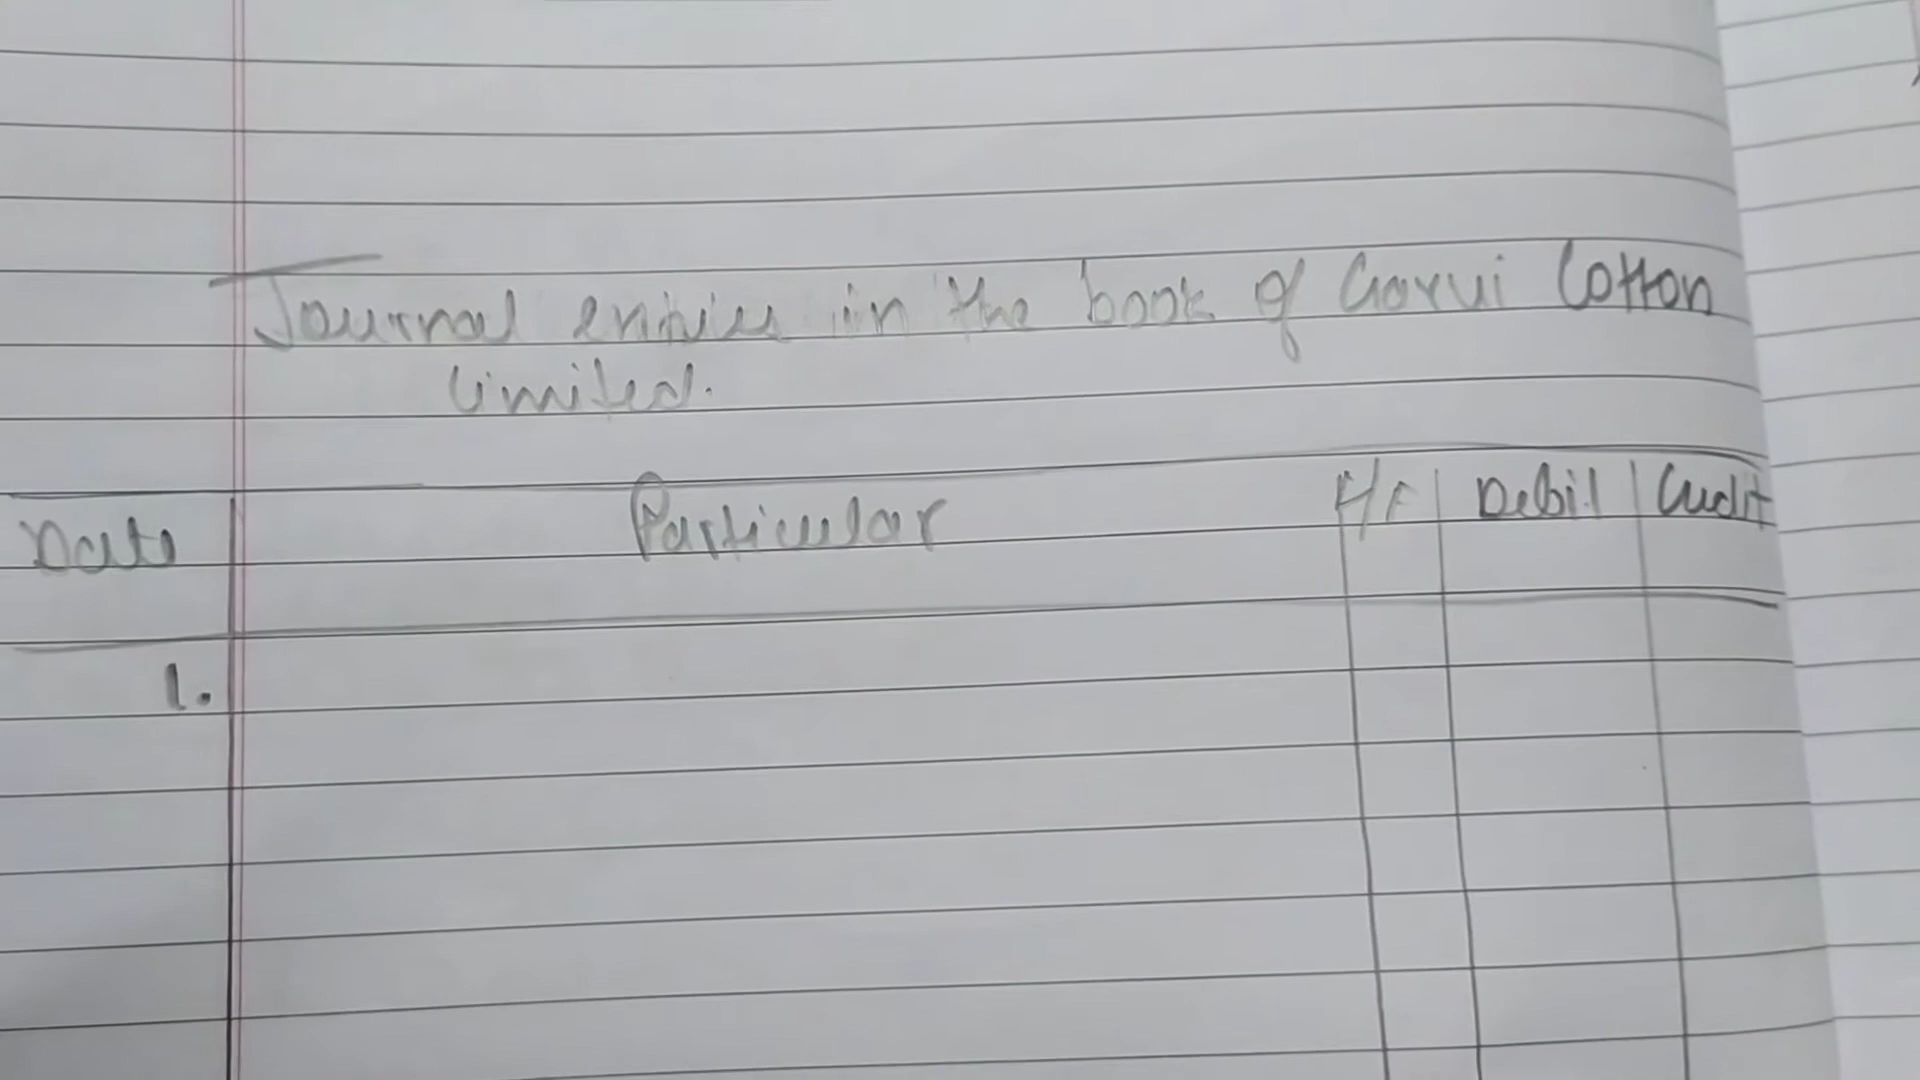 Journal entries in the book of Gorui Cotton
Limited.
Date Particular Debit Credit
1.